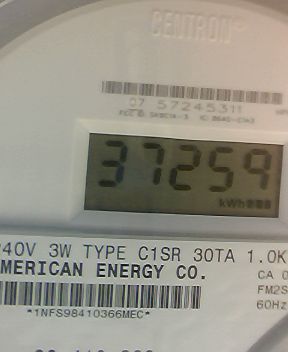 CENTRON
07 57245311
37259
kWh
240V 3W TYPE C1SR 30TA 1.0K
AMERICAN ENERGY CO.
CA 0
FM2S
60Hz
*1NFS98410366MEC*